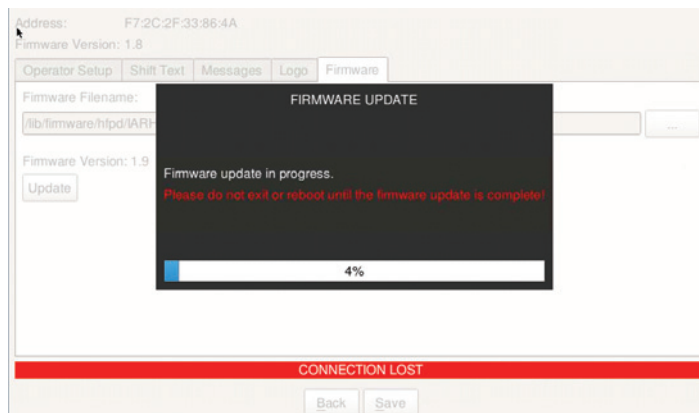 Address: F7:2C:2F:33:86:4A
Firmware Version: 1.8
Operator Setup Shift Text Messages Logo Firmware
Firmware Filename:
/lib/firmware/htpd/IARH
...
Firmware Version: 1.9
Update
FIRMWARE UPDATE
Firmware update in progress.
Please do not exit or reboot until the firmware update is complete!
4%
CONNECTION LOST
Back Save